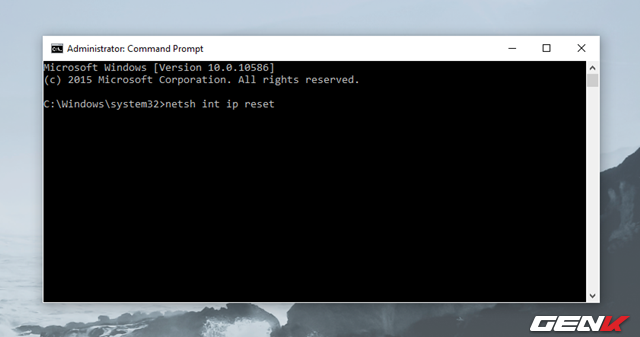 Administrator: Command Prompt
Microsoft Windows [Version 10.0.10586]
(c) 2015 Microsoft Corporation. All rights reserved.
C:\Windows\system32>netsh int ip reset
GENK